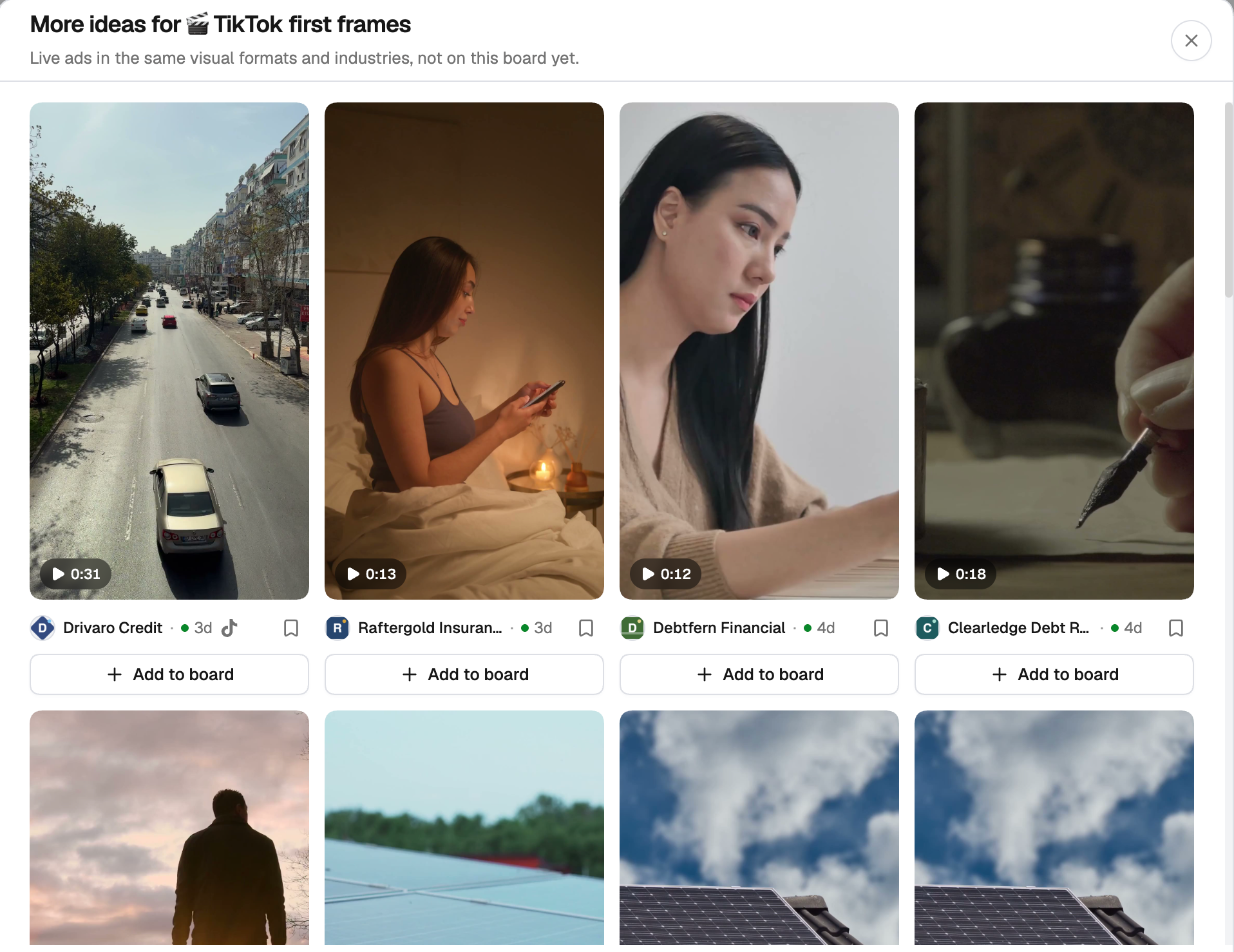 More ideas for 🎬 TikTok first frames
Live ads in the same visual formats and industries, not on this board yet.
0:31
0:13
0:12
0:18
D Drivaro Credit · 3d
R Raftergold Insuran... · 3d
D Debtfern Financial · 4d
C Clearledge Debt R... · 4d
+ Add to board
+ Add to board
+ Add to board
+ Add to board